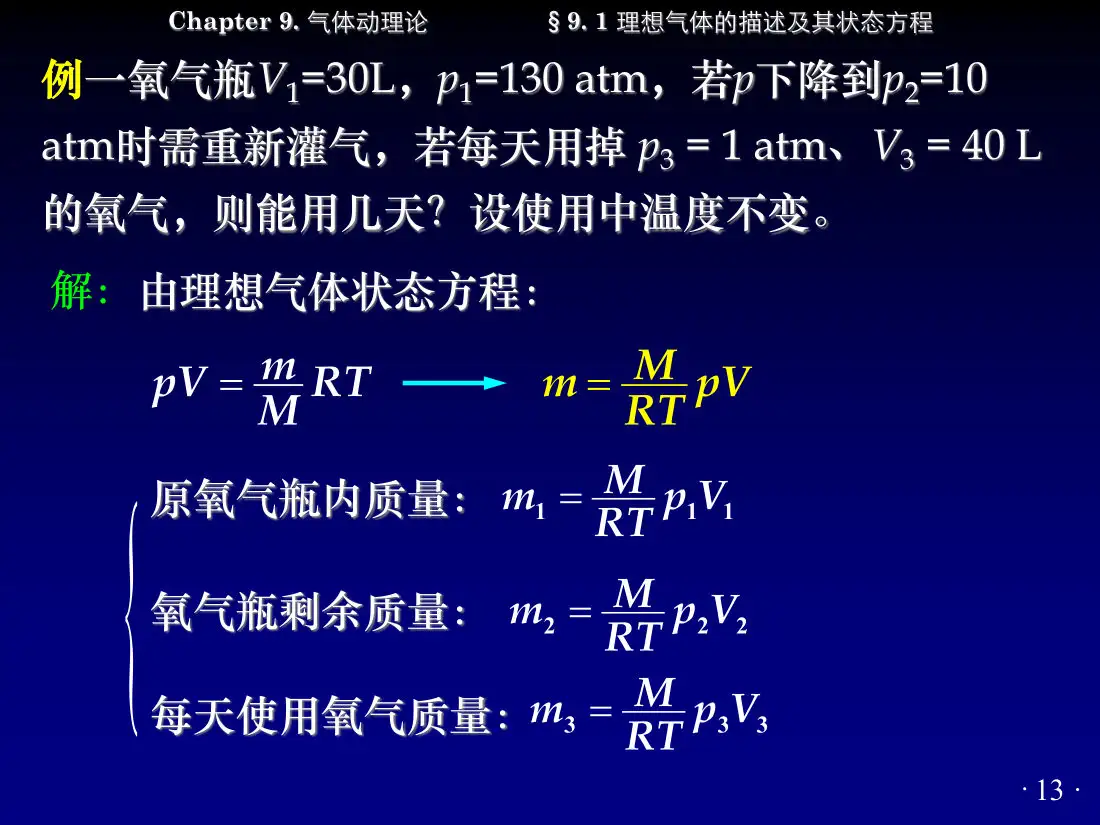 Chapter 9. 气体动理论 §9. 1 理想气体的描述及其状态方程
例一氧气瓶V₁=30L，p₁=130 atm，若p下降到p₂=10
atm时需重新灌气，若每天用掉 p₃ = 1 atm、V₃ = 40 L
的氧气，则能用几天？设使用中温度不变。
解： 由理想气体状态方程：
pV = m/M RT ⟶ m = M/RT pV
原氧气瓶内质量： m₁ = M/RT p₁V₁
氧气瓶剩余质量： m₂ = M/RT p₂V₂
每天使用氧气质量： m₃ = M/RT p₃V₃
· 13 ·